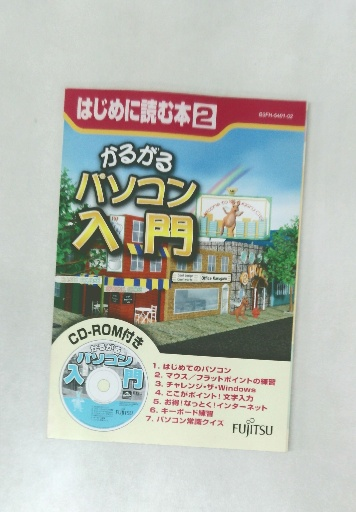 はじめに読む本2
B5FH-0491-02
かるがる
パソコン
入門
CD-ROM付き
かるがる
パソコン
入門
FUJITSU
1. はじめてのパソコン
2. マウス／フラットポイントの練習
3. チャレンジ・ザ・Windows
4. ここがポイント!文字入力
5. お得!なっとく!インターネット
6. キーボード練習
7. パソコン常識クイズ
FUJITSU